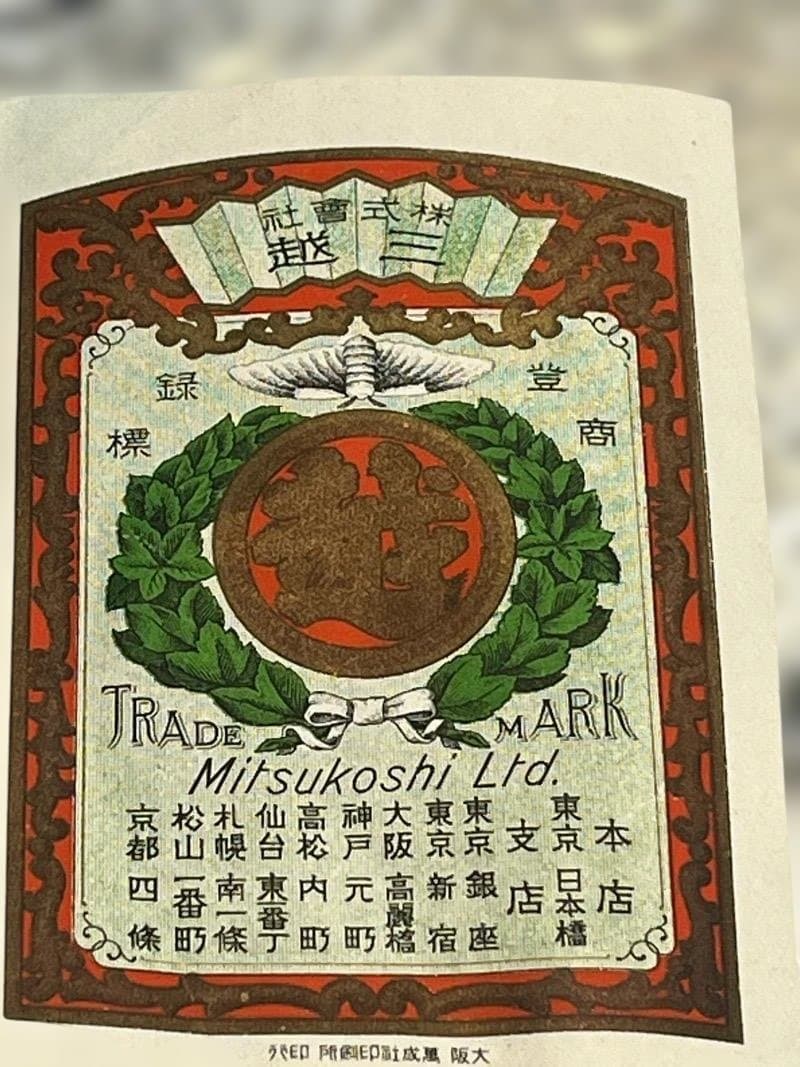 株式會社
三越
登録
商標
越
TRADE MARK
Mitsukoshi Ltd.
本店
東京 日本橋
支店
東京 銀座
東京 新宿
大阪 高麗橋
神戸 元町
高松 内町
仙台 東一番丁
札幌 南一條
松山 一番町
京都 四條
大阪 萬成社印刷所 印行